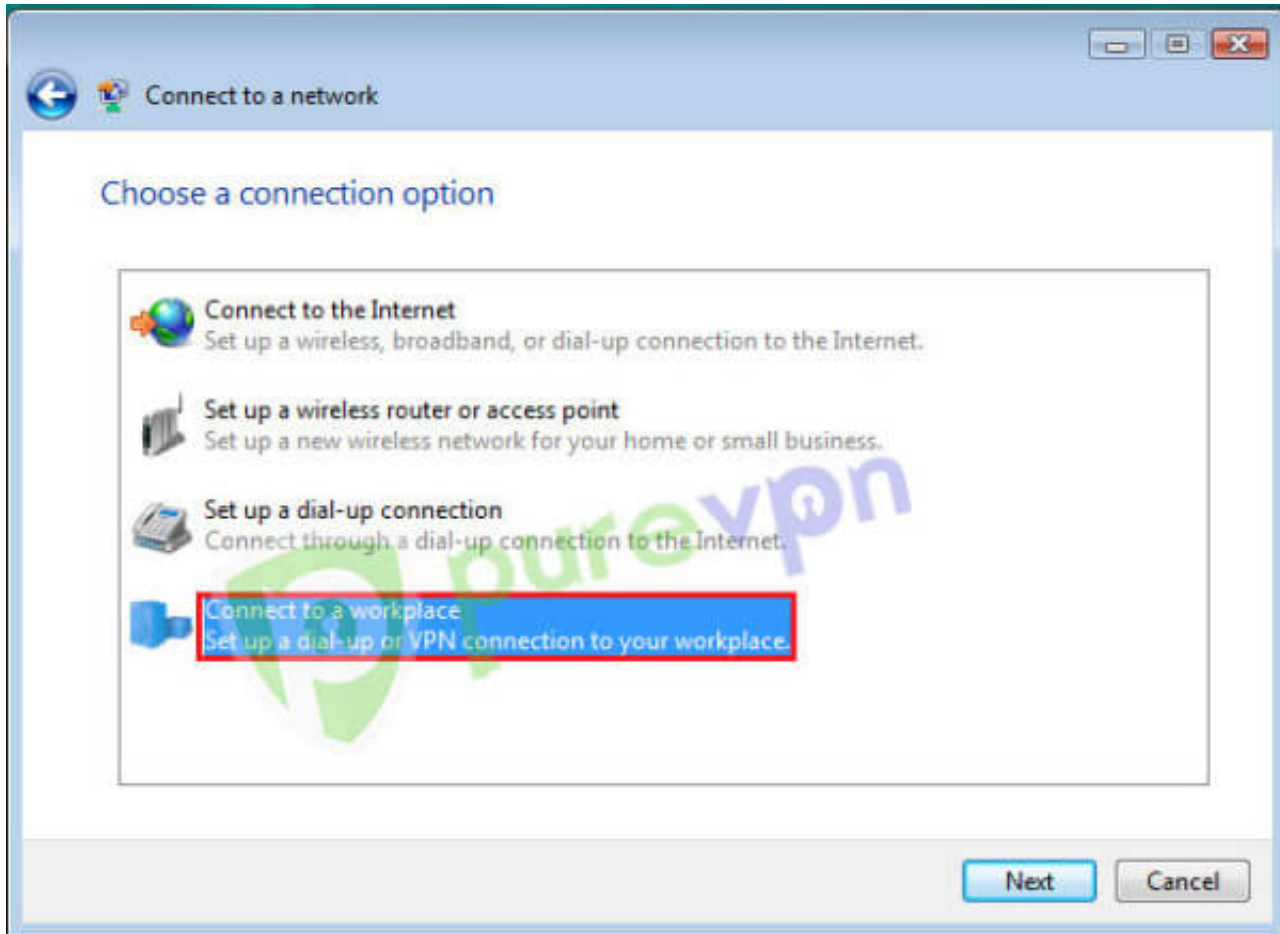 Connect to a network
Choose a connection option
Connect to the Internet
Set up a wireless, broadband, or dial-up connection to the Internet.
Set up a wireless router or access point
Set up a new wireless network for your home or small business.
Set up a dial-up connection
Connect through a dial-up connection to the Internet.
purevpn
Connect to a workplace
Set up a dial-up or VPN connection to your workplace.
Next
Cancel